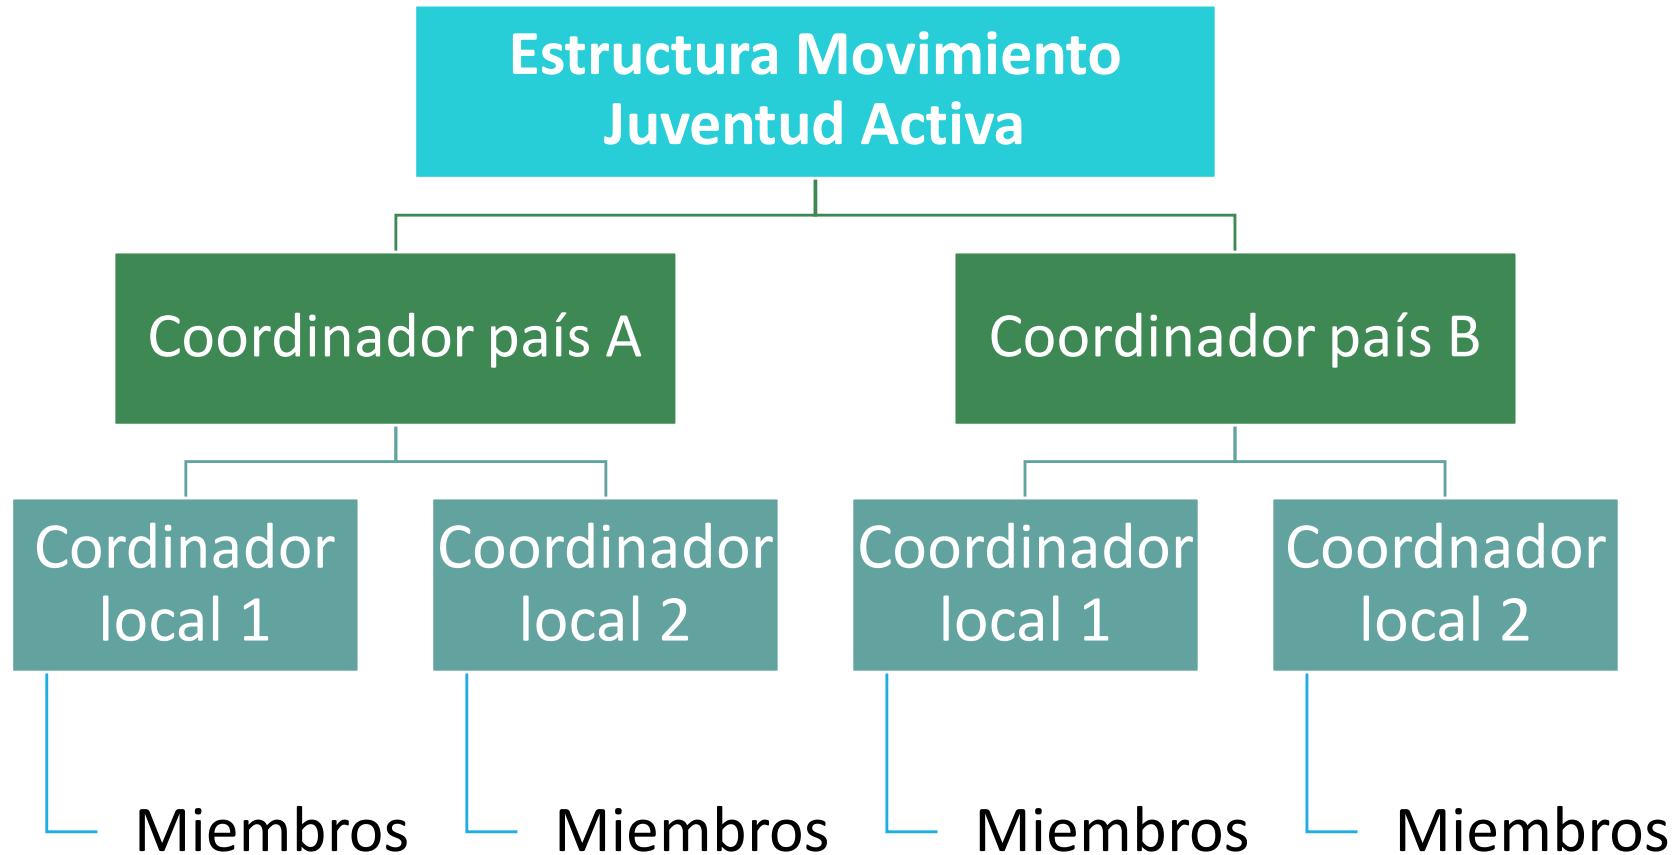 Estructura Movimiento
Juventud Activa
Coordinador país A
Coordinador país B
Cordinador
local 1
Coordinador
local 2
Coordinador
local 1
Coordnador
local 2
Miembros
Miembros
Miembros
Miembros